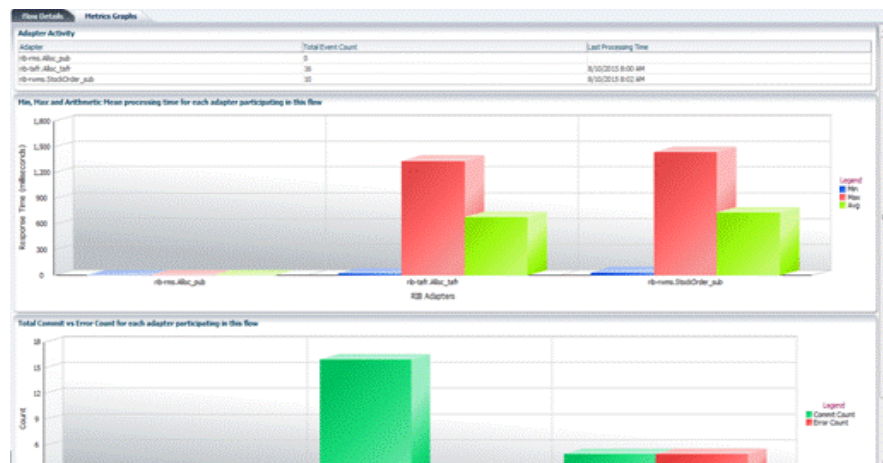 Flow Details Metrics Graphs
Adapter Activity
Adapter Total Event Count Last Processing Time
rib-rms.Alloc_pub 0
rib-tafr.Alloc_tafr 36 8/10/2015 8:00 AM
rib-rwms.StockOrder_sub 10 8/10/2015 8:02 AM
Min, Max and Arithmetic Mean processing time for each adapter participating in this flow
1,800
1,500
1,200
900
600
300
0
Response Time (milliseconds)
Legend
Min
Max
Avg
rib-rms.Alloc_pub rib-tafr.Alloc_tafr rib-rwms.StockOrder_sub
RIB Adapters
Total Commit vs Error Count for each adapter participating in this flow
18
15
12
9
6
Count
Legend
Commit Count
Error Count